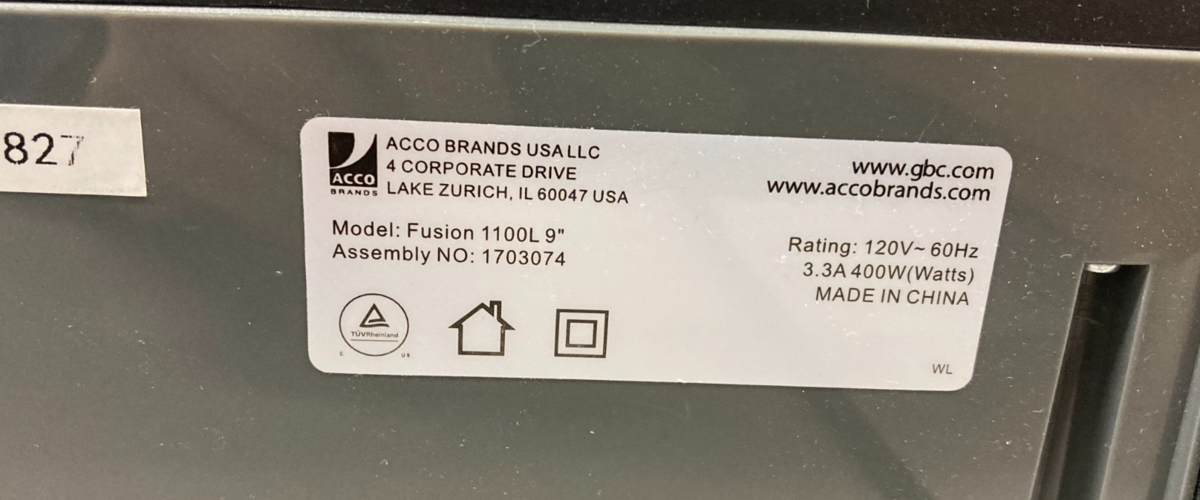 827
ACCO
BRANDS
ACCO BRANDS USA LLC
4 CORPORATE DRIVE
LAKE ZURICH, IL 60047 USA
www.gbc.com
www.accobrands.com
Model: Fusion 1100L 9"
Assembly NO: 1703074
Rating: 120V~ 60Hz
3.3A 400W(Watts)
MADE IN CHINA
TÜVRheinland
C US
WL